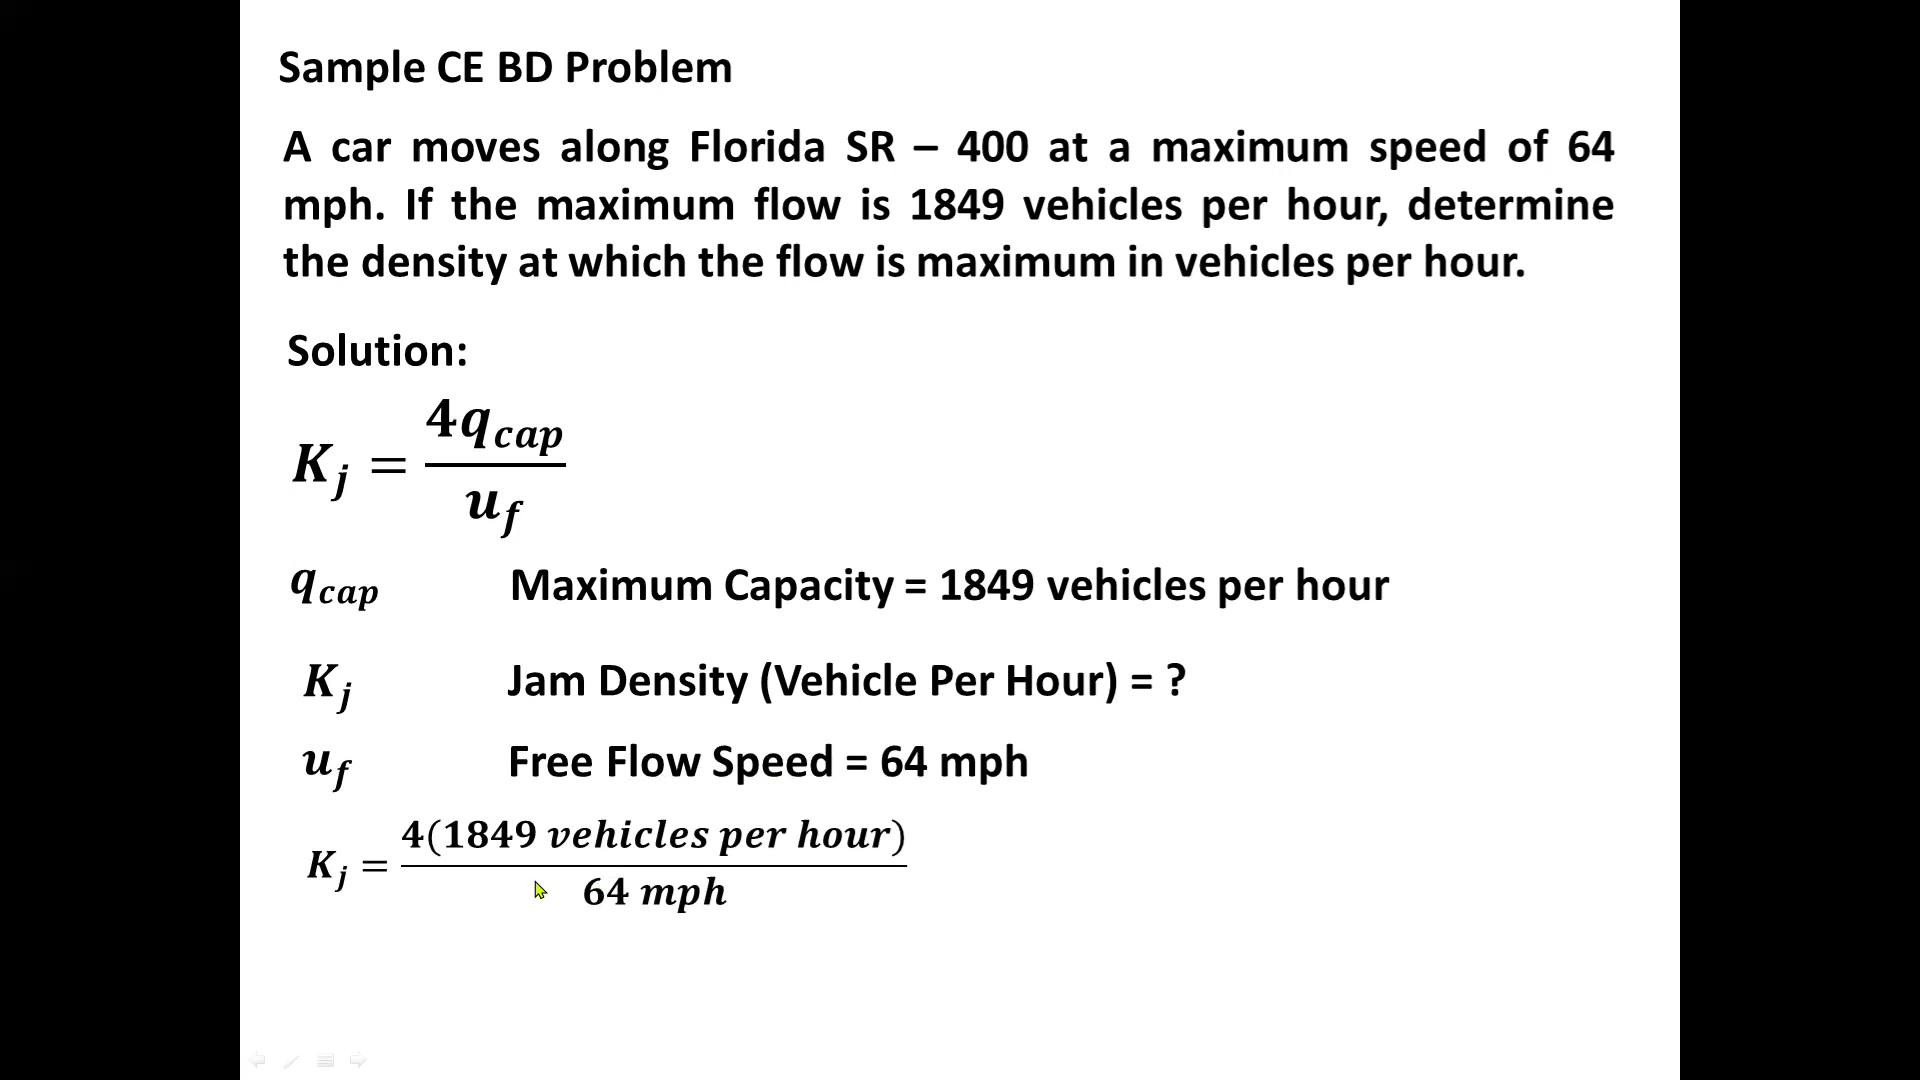 Sample CE BD Problem
A car moves along Florida SR – 400 at a maximum speed of 64
mph. If the maximum flow is 1849 vehicles per hour, determine
the density at which the flow is maximum in vehicles per hour.
Solution:
K_j = 4q_cap / u_f
q_cap Maximum Capacity = 1849 vehicles per hour
K_j Jam Density (Vehicle Per Hour) = ?
u_f Free Flow Speed = 64 mph
K_j = 4(1849 vehicles per hour) / 64 mph